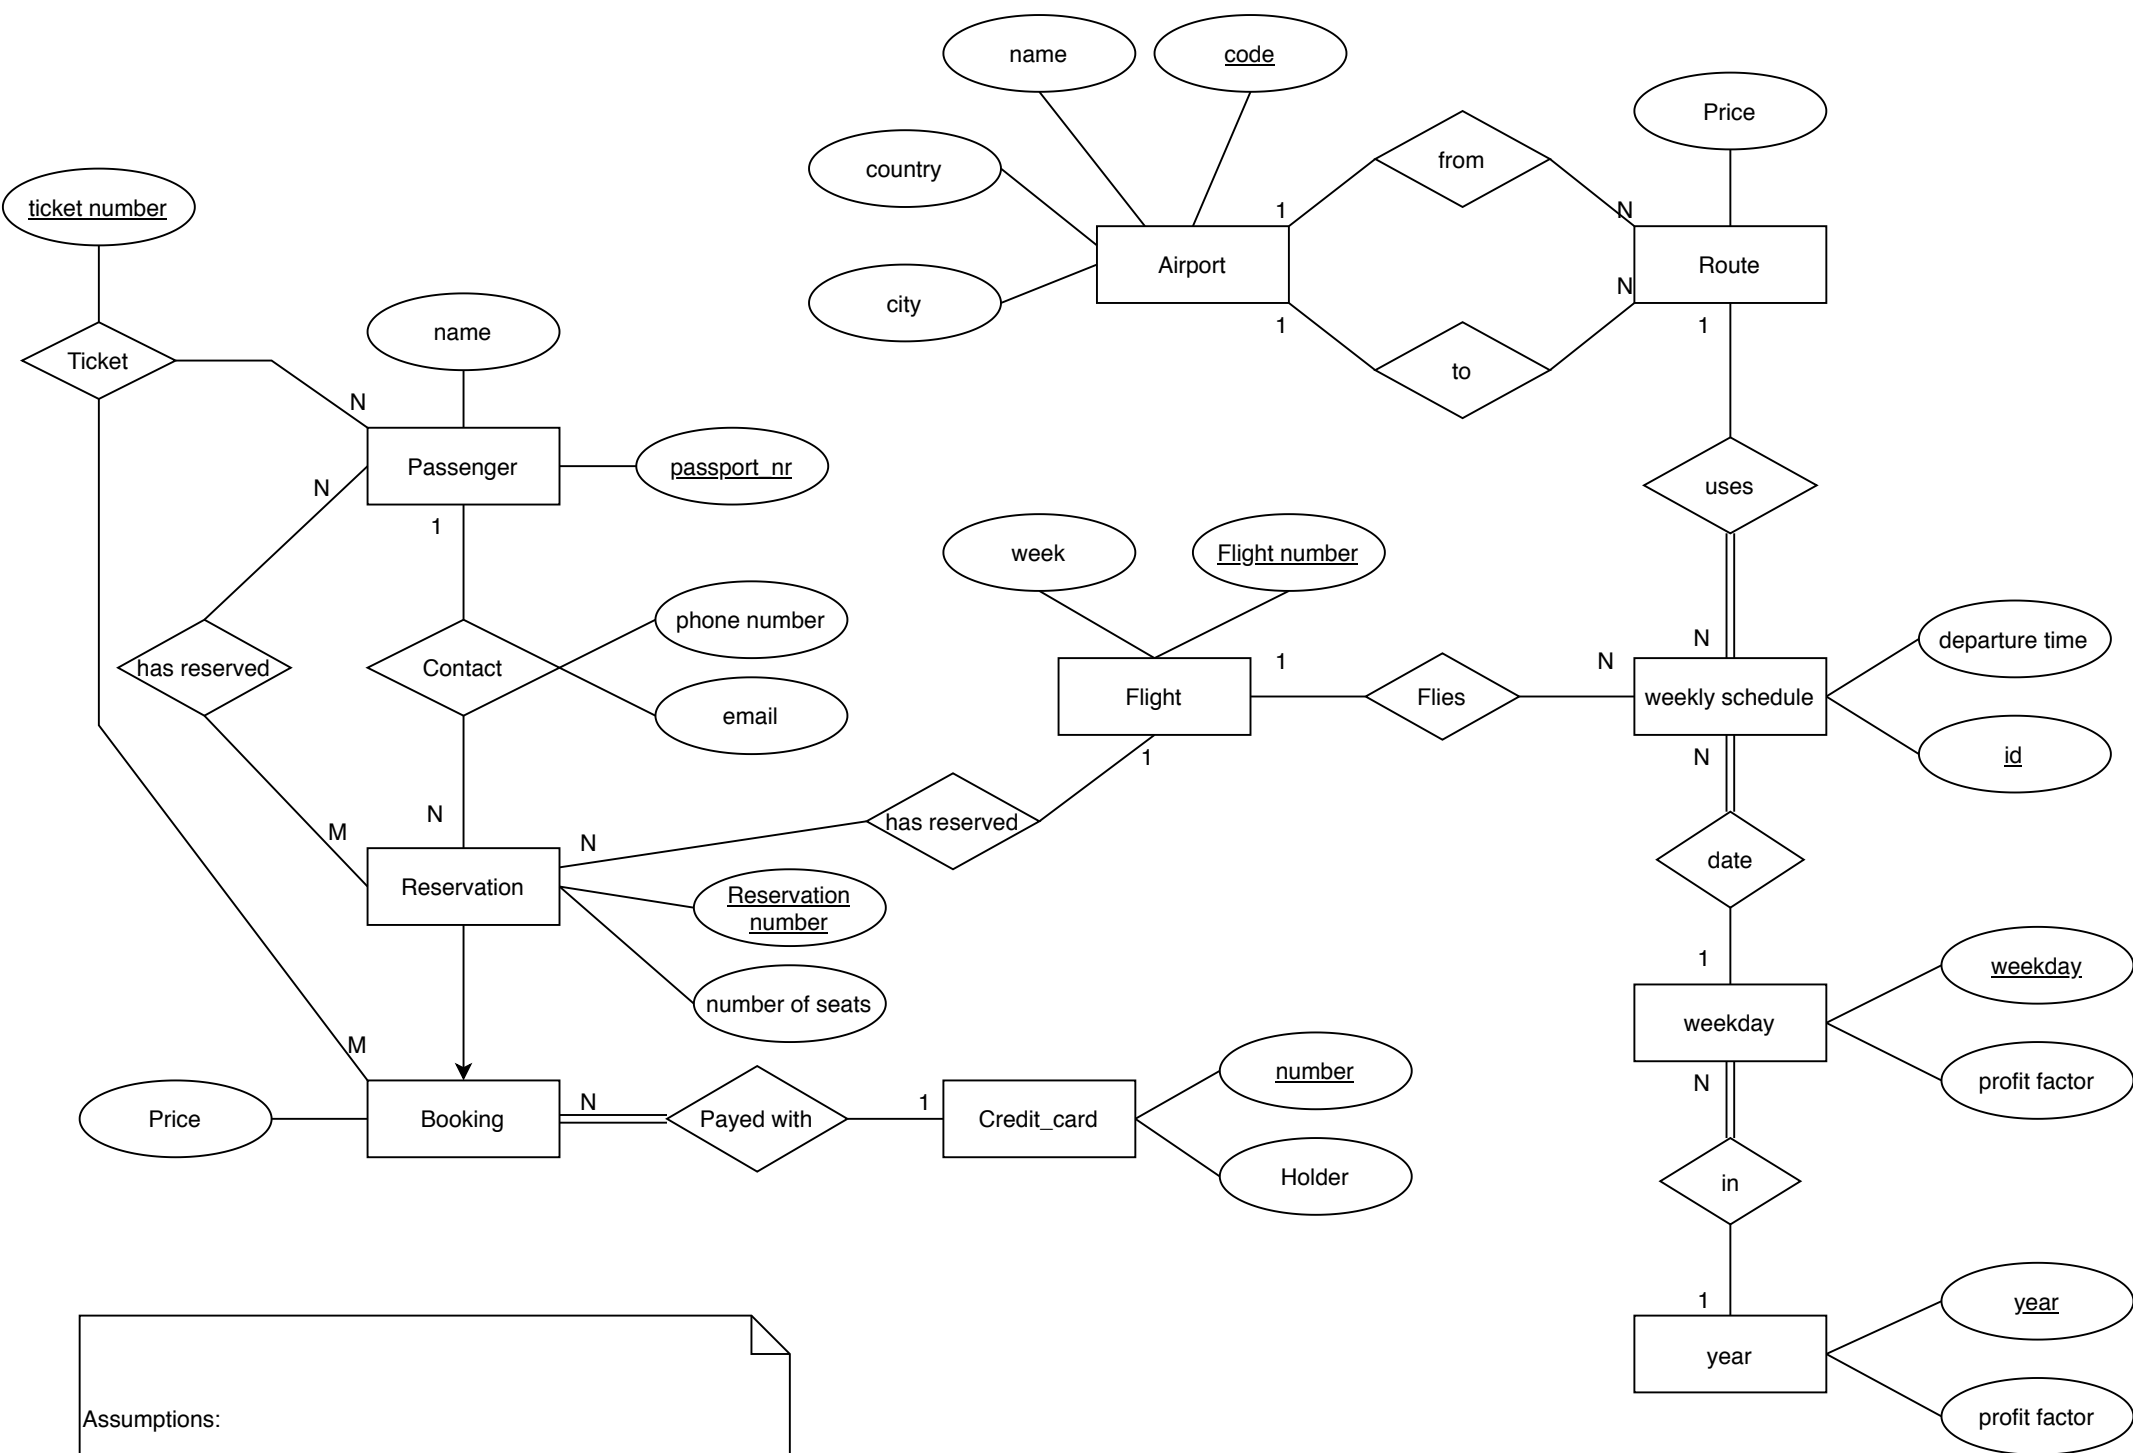 name
code
Price
from
country
ticket number
1
N
Airport
Route
N
city
1
1
name
Ticket
to
N
Passenger
passport_nr
N
uses
1
week
Flight number
phone number
N
departure time
has reserved
Contact
1
N
Flight
Flies
weekly schedule
email
1
N
id
N
has reserved
M
N
date
Reservation
Reservation
number
1
weekday
number of seats
weekday
M
number
profit factor
N
N
1
Price
Booking
Payed with
Credit_card
Holder
in
1
year
year
Assumptions:
profit factor